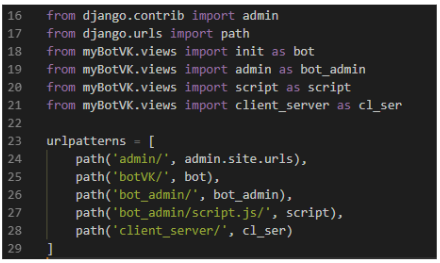 16 from django.contrib import admin
17 from django.urls import path
18 from myBotVK.views import init as bot
19 from myBotVK.views import admin as bot_admin
20 from myBotVK.views import script as script
21 from myBotVK.views import client_server as cl_ser
22
23 urlpatterns = [
24     path('admin/', admin.site.urls),
25     path('botVK/', bot),
26     path('bot_admin/', bot_admin),
27     path('bot_admin/script.js/', script),
28     path('client_server/', cl_ser)
29 ]